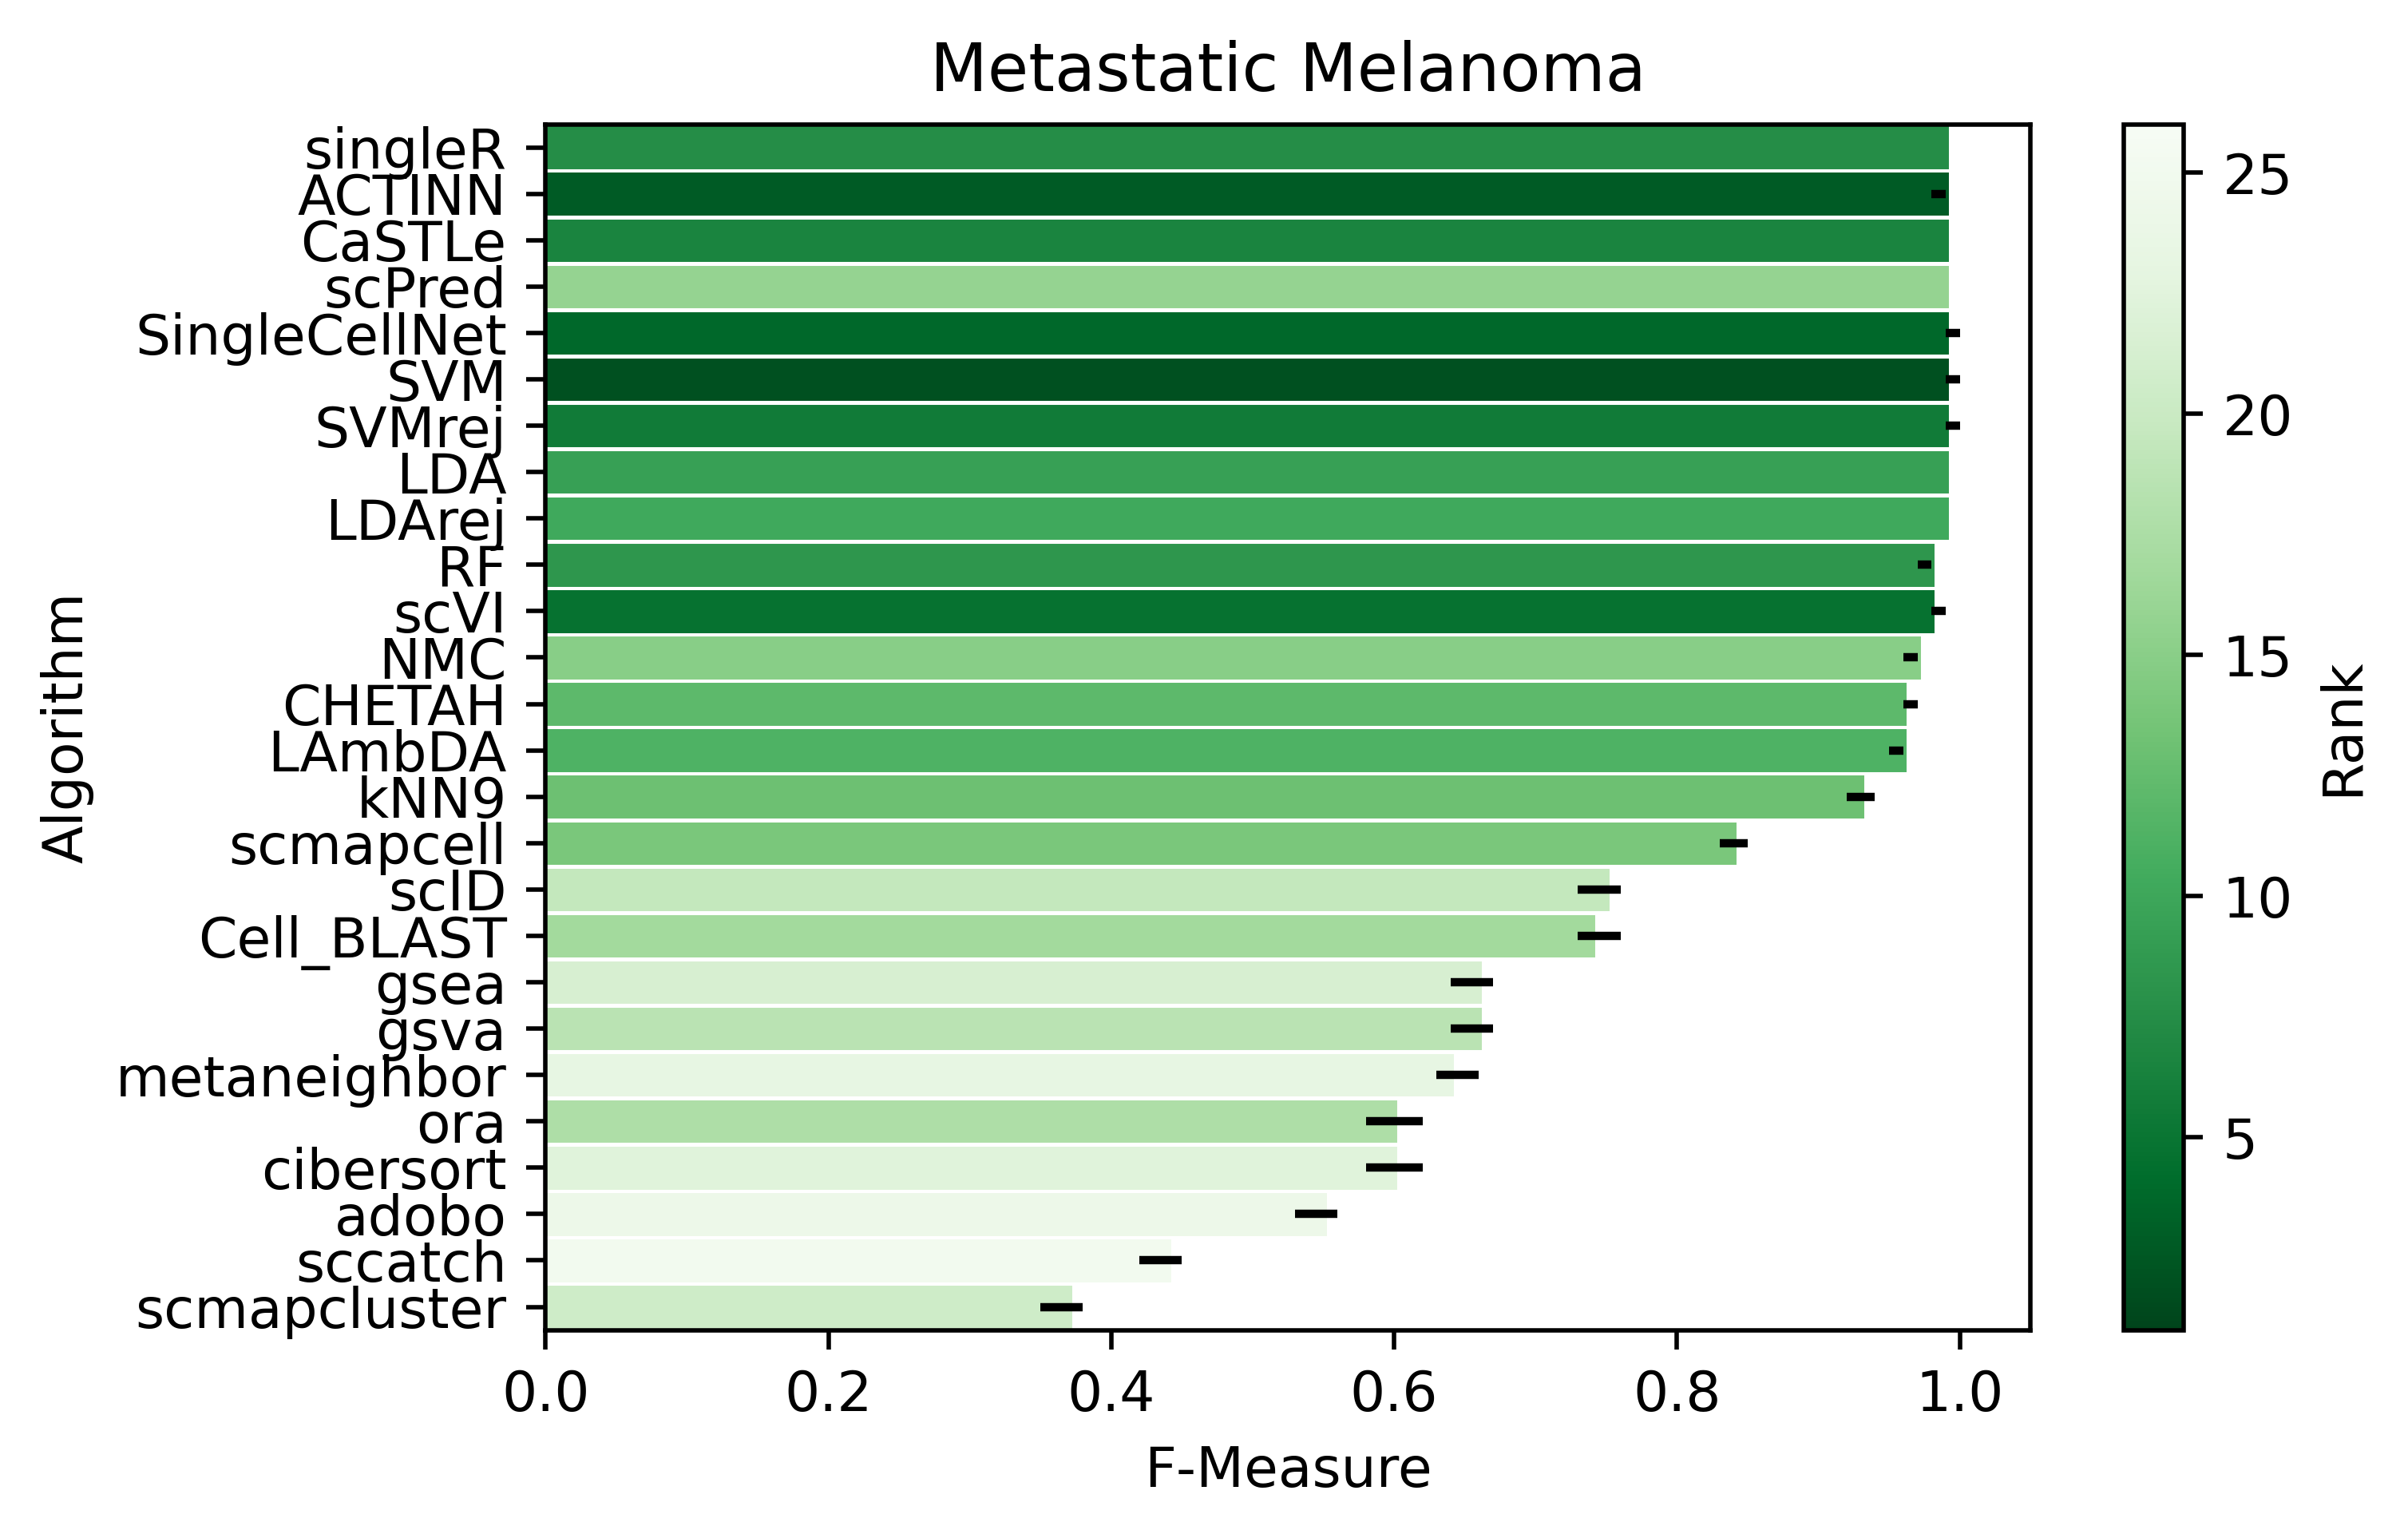 Metastatic Melanoma
Algorithm
singleR
ACTINN
CaSTLe
scPred
SingleCellNet
SVM
SVMrej
LDA
LDArej
RF
scVI
NMC
CHETAH
LAmbDA
kNN9
scmapcell
scID
Cell_BLAST
gsea
gsva
metaneighbor
ora
cibersort
adobo
sccatch
scmapcluster
0.0 0.2 0.4 0.6 0.8 1.0
F-Measure
25
20
15
10
5
Rank